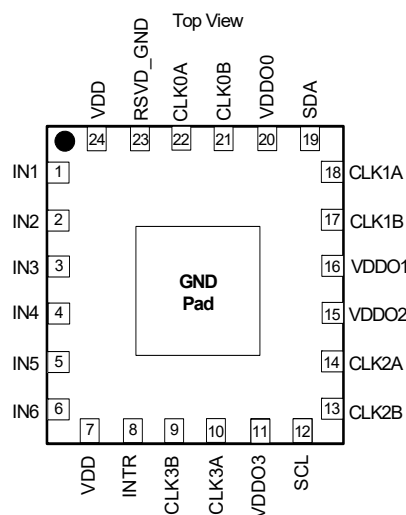 Top View
VDD
RSVD_GND
CLK0A
CLK0B
VDDO0
SDA
24
23
22
21
20
19
IN1 1
18 CLK1A
IN2 2
17 CLK1B
IN3 3
16 VDDO1
GND
Pad
IN4 4
15 VDDO2
IN5 5
14 CLK2A
IN6 6
13 CLK2B
7
8
9
10
11
12
VDD
INTR
CLK3B
CLK3A
VDDO3
SCL